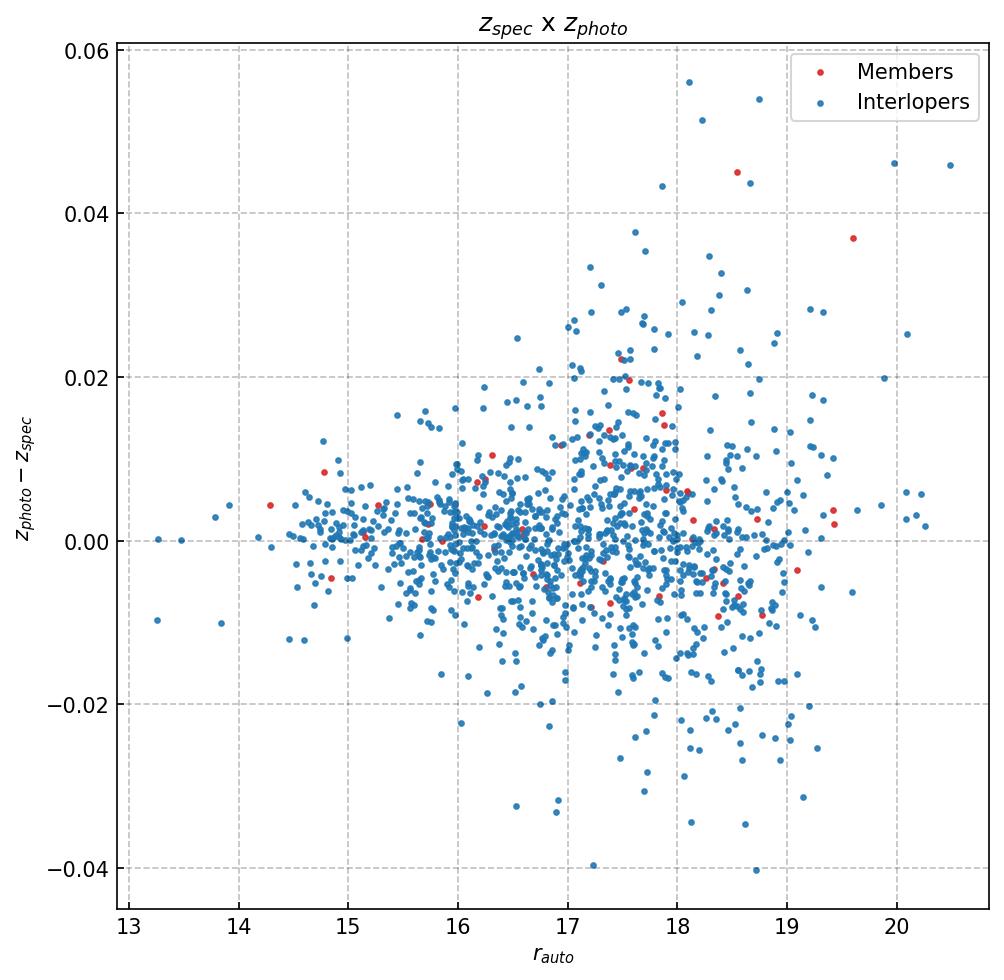 z_spec x z_photo
Members
Interlopers
0.06
0.04
0.02
0.00
−0.02
−0.04
z_photo − z_spec
13 14 15 16 17 18 19 20
r_auto